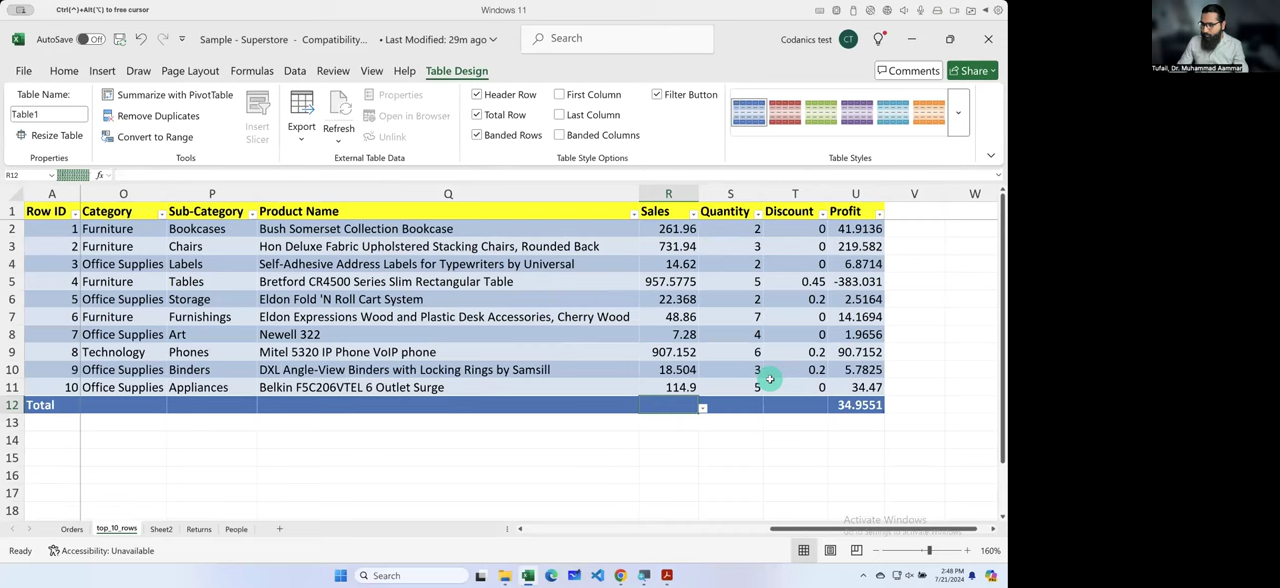 Ctrl(^)+Alt(⌥) to free cursor
Windows 11
AutoSave Off
Sample - Superstore - Compatibility... • Last Modified: 29m ago
Search
Codanics test CT
File Home Insert Draw Page Layout Formulas Data Review View Help Table Design
Comments Share
Table Name:
Table1
Resize Table
Properties
Summarize with PivotTable
Remove Duplicates
Convert to Range
Tools
Insert Slicer
Export
Refresh
Properties
Open in Browser
Unlink
External Table Data
Header Row First Column Filter Button
Total Row Last Column
Banded Rows Banded Columns
Table Style Options
Table Styles
R12 fx
A O P Q R S T U V W
1 Row ID Category Sub-Category Product Name Sales Quantity Discount Profit
2 1 Furniture Bookcases Bush Somerset Collection Bookcase 261.96 2 0 41.9136
3 2 Furniture Chairs Hon Deluxe Fabric Upholstered Stacking Chairs, Rounded Back 731.94 3 0 219.582
4 3 Office Supplies Labels Self-Adhesive Address Labels for Typewriters by Universal 14.62 2 0 6.8714
5 4 Furniture Tables Bretford CR4500 Series Slim Rectangular Table 957.5775 5 0.45 -383.031
6 5 Office Supplies Storage Eldon Fold 'N Roll Cart System 22.368 2 0.2 2.5164
7 6 Furniture Furnishings Eldon Expressions Wood and Plastic Desk Accessories, Cherry Wood 48.86 7 0 14.1694
8 7 Office Supplies Art Newell 322 7.28 4 0 1.9656
9 8 Technology Phones Mitel 5320 IP Phone VoIP phone 907.152 6 0.2 90.7152
10 9 Office Supplies Binders DXL Angle-View Binders with Locking Rings by Samsill 18.504 3 0.2 5.7825
11 10 Office Supplies Appliances Belkin F5C206VTEL 6 Outlet Surge 114.9 5 0 34.47
12 Total 34.9551
13
14
15
16
17
18
Orders top_10_rows Sheet2 Returns People
Activate Windows
Go to Settings to activate Windows.
Ready Accessibility: Unavailable
160%
Search
2:48 PM
7/21/2024
Tufail, Dr. Muhammad Aammar